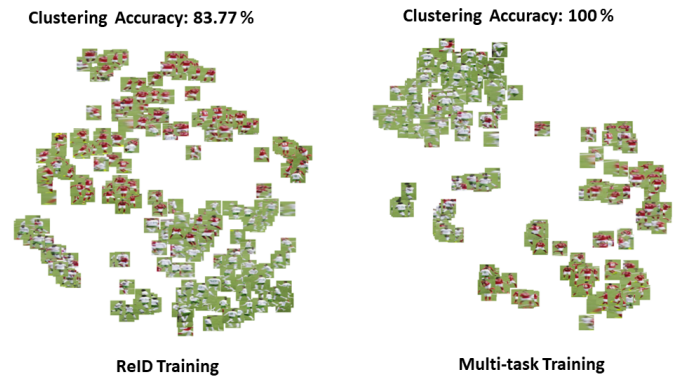 Clustering Accuracy: 83.77 %
Clustering Accuracy: 100 %
ReID Training
Multi-task Training